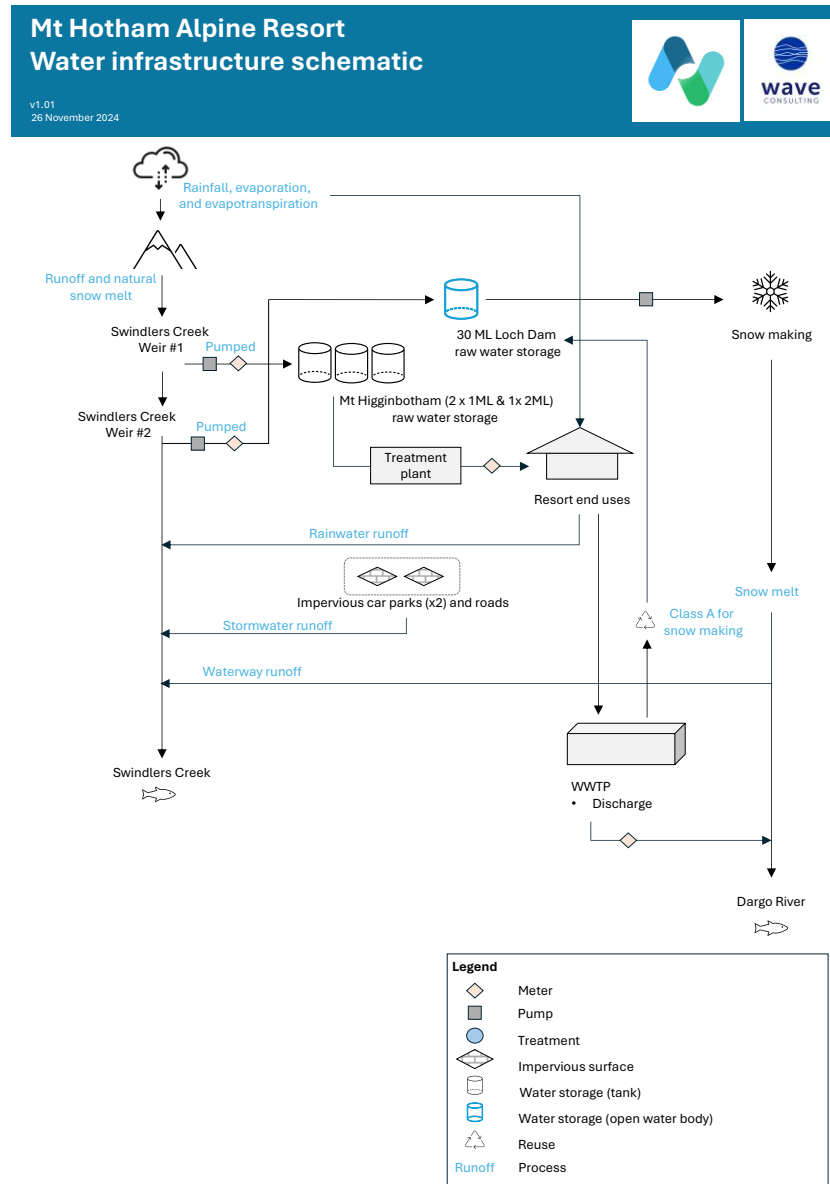 Mt Hotham Alpine Resort
Water infrastructure schematic
v1.01
26 November 2024
wave
CONSULTING
Rainfall, evaporation,
and evapotranspiration
Runoff and natural
snow melt
Swindlers Creek
Weir #1
Pumped
30 ML Loch Dam
raw water storage
Snow making
Mt Higginbotham (2 x 1ML & 1x 2ML)
raw water storage
Swindlers Creek
Weir #2
Pumped
Treatment
plant
Resort end uses
Rainwater runoff
Impervious car parks (x2) and roads
Stormwater runoff
Class A for
snow making
Snow melt
Waterway runoff
Swindlers Creek
WWTP
• Discharge
Dargo River
Legend
Meter
Pump
Treatment
Impervious surface
Water storage (tank)
Water storage (open water body)
Reuse
Runoff Process